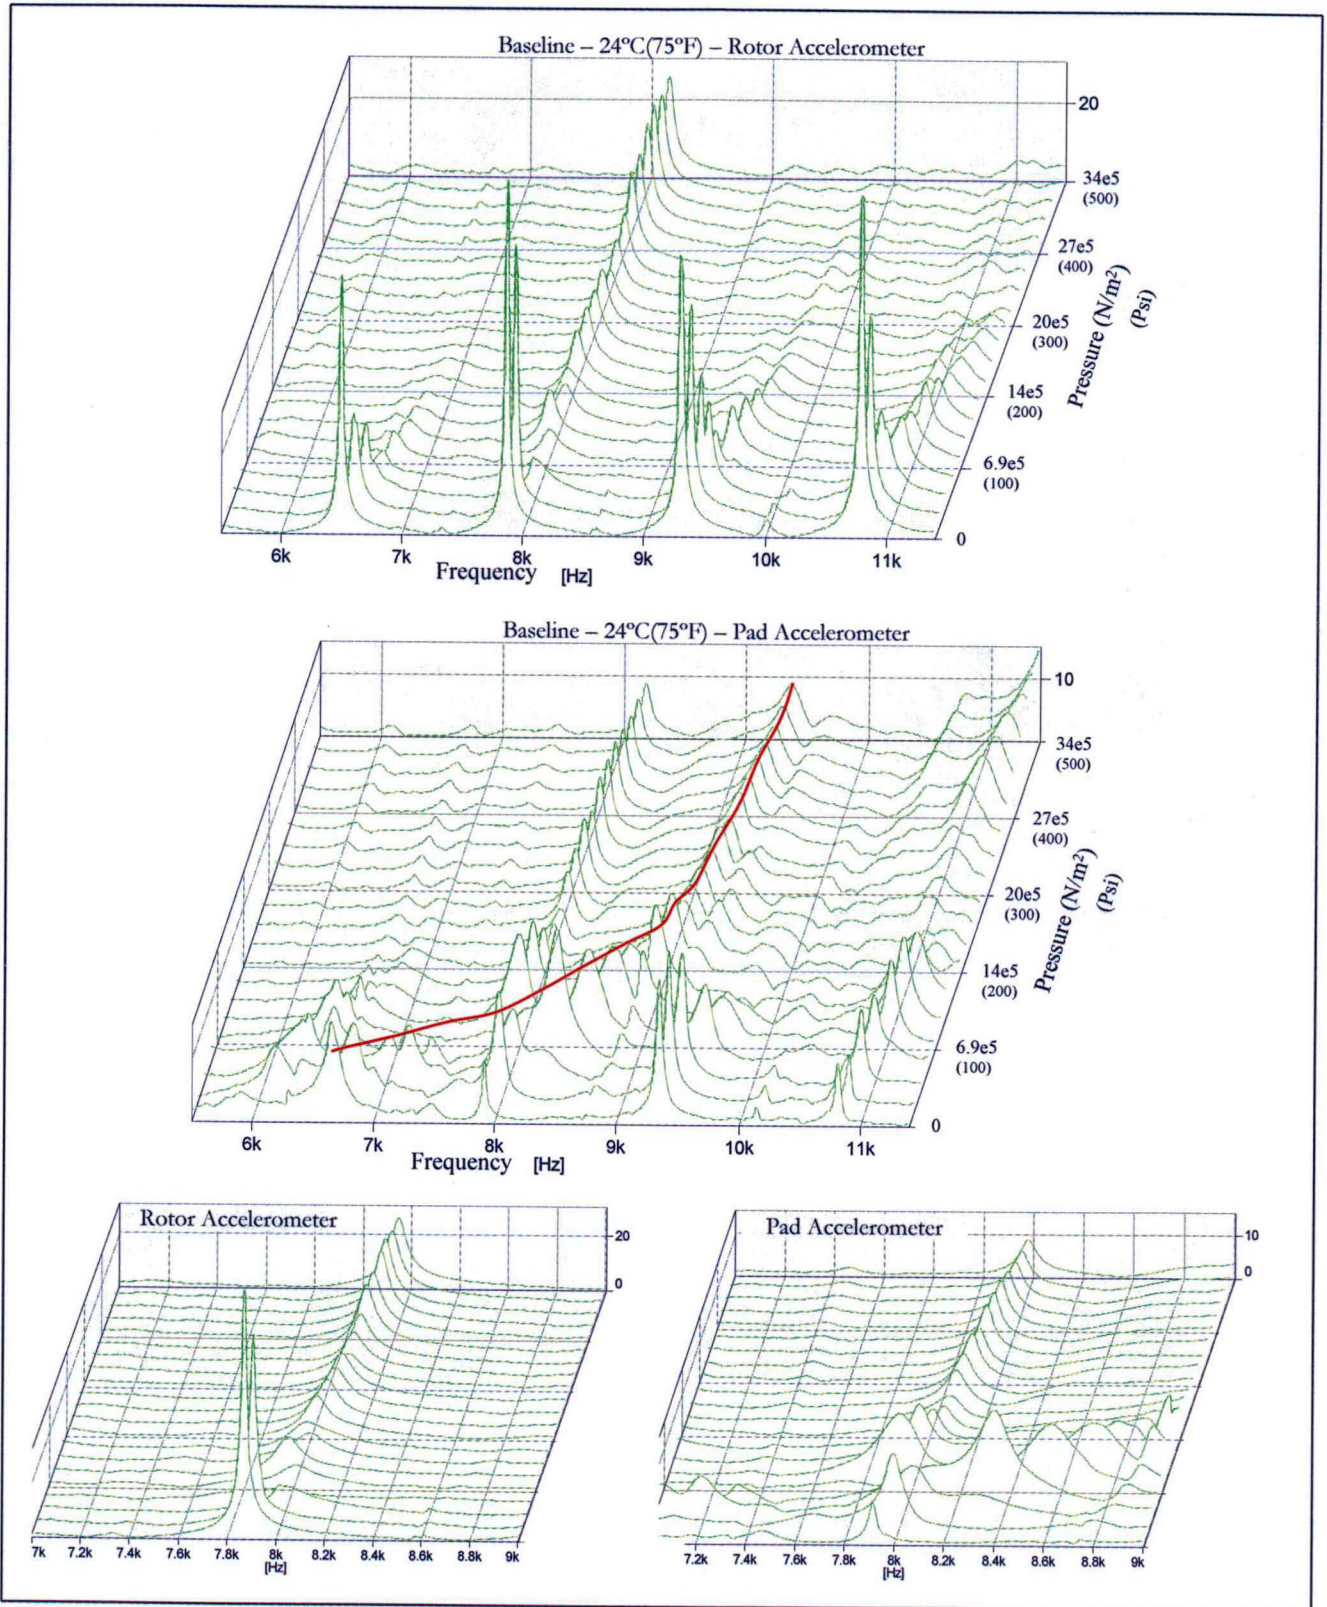 Baseline – 24°C(75°F) – Rotor Accelerometer
20
34e5
(500)
27e5
(400)
20e5
(300)
14e5
(200)
6.9e5
(100)
0
Pressure (N/m²)
(Psi)
6k 7k 8k 9k 10k 11k
Frequency [Hz]
Baseline – 24°C(75°F) – Pad Accelerometer
10
34e5
(500)
27e5
(400)
20e5
(300)
14e5
(200)
6.9e5
(100)
0
Pressure (N/m²)
(Psi)
6k 7k 8k 9k 10k 11k
Frequency [Hz]
Rotor Accelerometer
20
0
7k 7.2k 7.4k 7.6k 7.8k 8k 8.2k 8.4k 8.6k 8.8k 9k
[Hz]
Pad Accelerometer
10
0
7.2k 7.4k 7.6k 7.8k 8k 8.2k 8.4k 8.6k 8.8k 9k
[Hz]